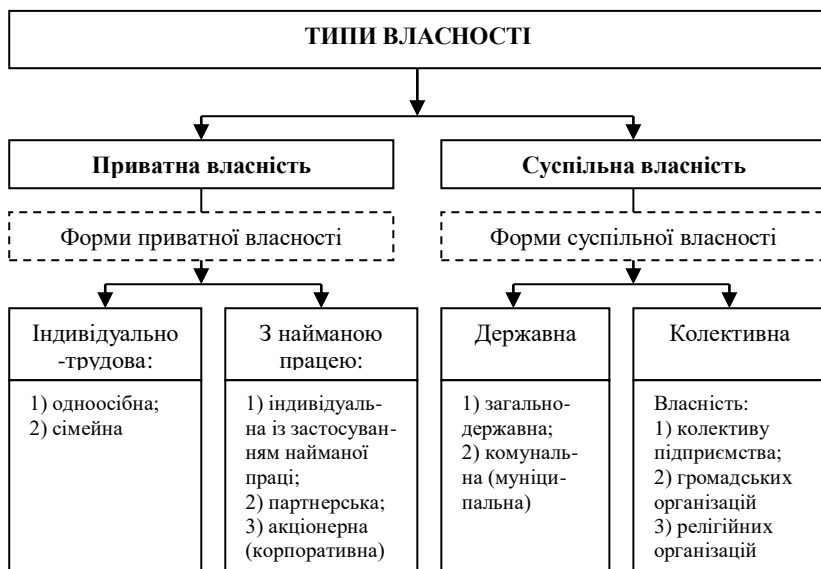 ТИПИ ВЛАСНОСТІ
Приватна власність
Суспільна власність
Форми приватної власності
Форми суспільної власності
Індивідуально
-трудова:
1) одноосібна;
2) сімейна
З найманою
працею:
1) індивідуаль-
на із застосуван-
ням найманої
праці;
2) партнерська;
3) акціонерна
(корпоративна)
Державна
1) загально-
державна;
2) комуналь-
на (муніци-
пальна)
Колективна
Власність:
1) колективу
підприємства;
2) громадських
організацій
3) релігійних
організацій